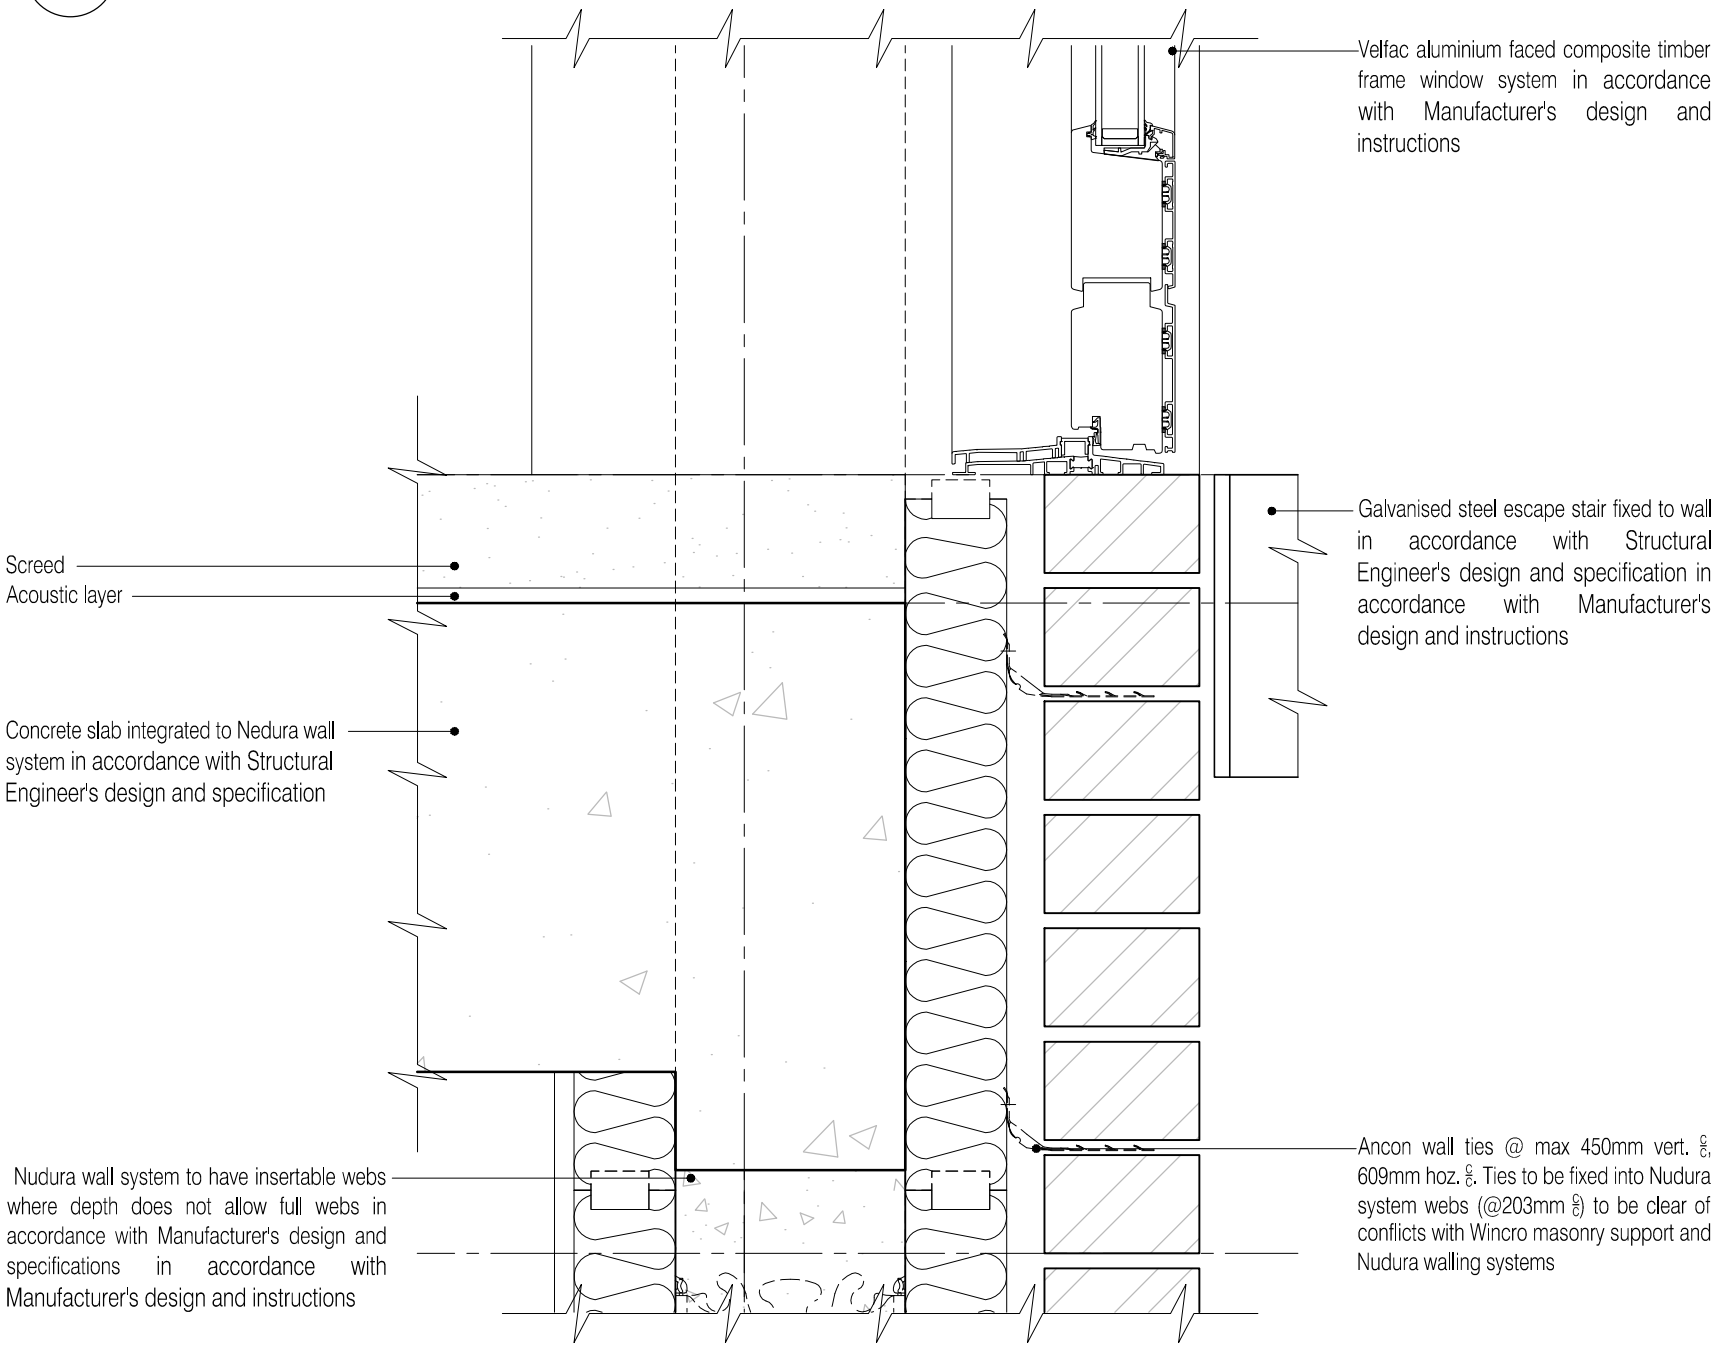 Velfac aluminium faced composite timber
frame window system in accordance
with Manufacturer's design and
instructions
Galvanised steel escape stair fixed to wall
in accordance with Structural
Engineer's design and specification in
accordance with Manufacturer's
design and instructions
Screed
Acoustic layer
Concrete slab integrated to Nedura wall
system in accordance with Structural
Engineer's design and specification
Nudura wall system to have insertable webs
where depth does not allow full webs in
accordance with Manufacturer's design and
specifications in accordance with
Manufacturer's design and instructions
Ancon wall ties @ max 450mm vert. c/c,
609mm hoz. c/c. Ties to be fixed into Nudura
system webs (@203mm c/c) to be clear of
conflicts with Wincro masonry support and
Nudura walling systems